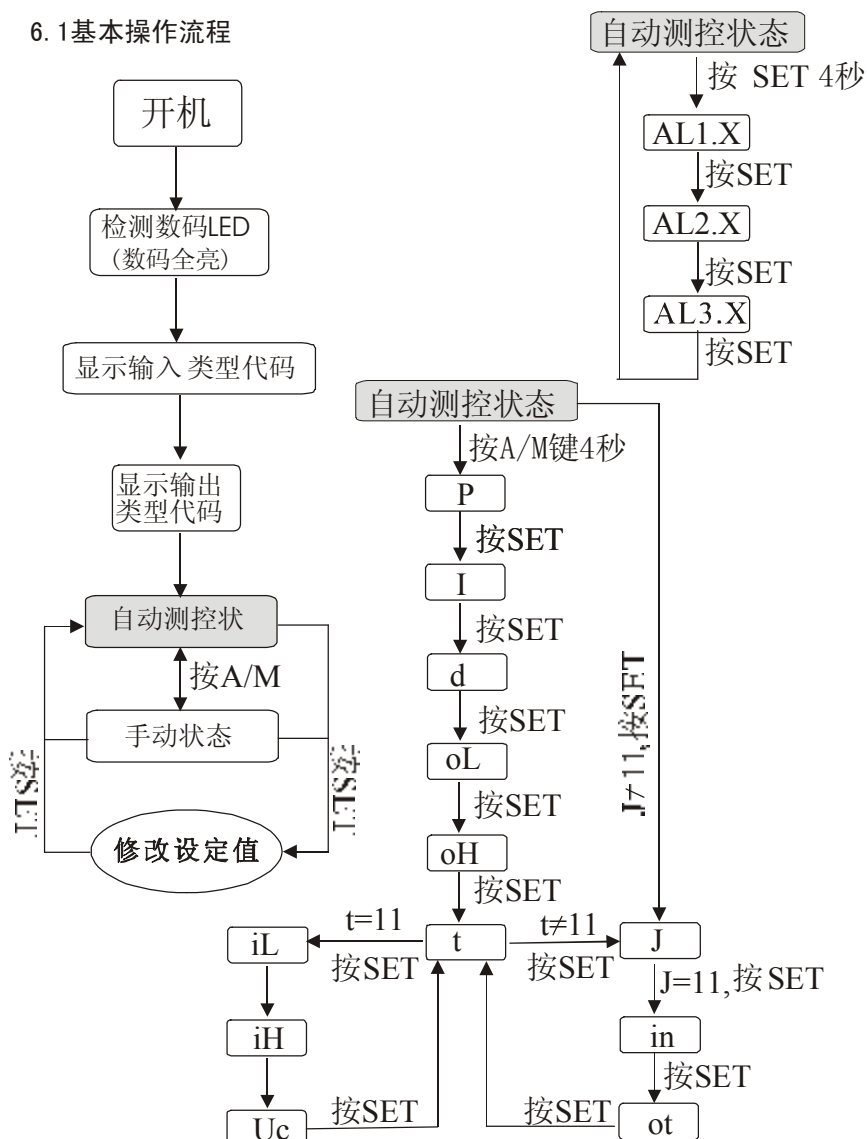 6.1基本操作流程
开机
检测数码LED
(数码全亮)
显示输入类型代码
显示输出
类型代码
自动测控状
按A/M
手动状态
按SET
按SET
修改设定值
自动测控状态
按 SET 4秒
AL1.X
按SET
AL2.X
按SET
AL3.X
按SET
自动测控状态
按A/M键4秒
P
按SET
I
按SET
d
按SET
oL
按SET
oH
按SET
t
t=11
按SET
iL
iH
Uc
按SET
t≠11
按SET
J≠11,按SET
J
J=11,按SET
in
按SET
ot
按SET